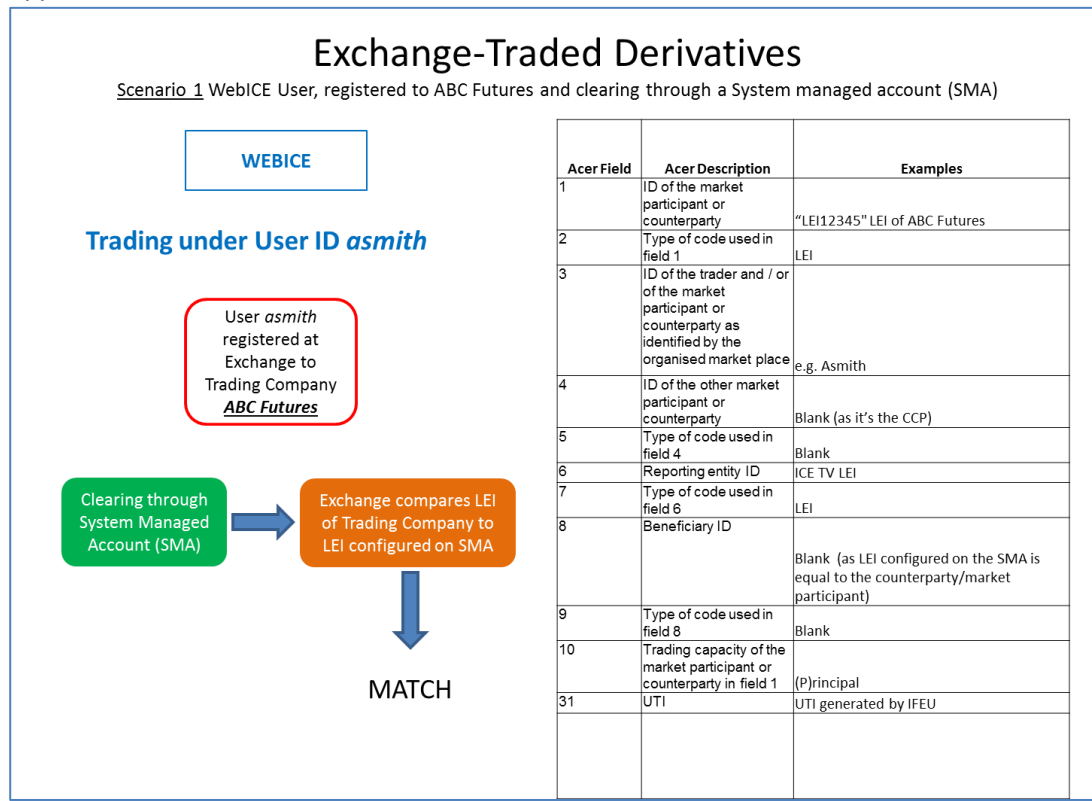 Exchange-Traded Derivatives
Scenario 1 WebICE User, registered to ABC Futures and clearing through a System managed account (SMA)
WEBICE
Trading under User ID asmith
User asmith
registered at
Exchange to
Trading Company
ABC Futures
Clearing through
System Managed
Account (SMA)
Exchange compares LEI
of Trading Company to
LEI configured on SMA
MATCH
Acer Field Acer Description Examples
1 ID of the market
participant or
counterparty "LEI12345" LEI of ABC Futures
2 Type of code used in
field 1 LEI
3 ID of the trader and / or
of the market
participant or
counterparty as
identified by the
organised market place e.g. Asmith
4 ID of the other market
participant or
counterparty Blank (as it's the CCP)
5 Type of code used in
field 4 Blank
6 Reporting entity ID ICE TV LEI
7 Type of code used in
field 6 LEI
8 Beneficiary ID
Blank (as LEI configured on the SMA is
equal to the counterparty/market
participant)
9 Type of code used in
field 8 Blank
10 Trading capacity of the
market participant or
counterparty in field 1 (P)rincipal
31 UTI UTI generated by IFEU